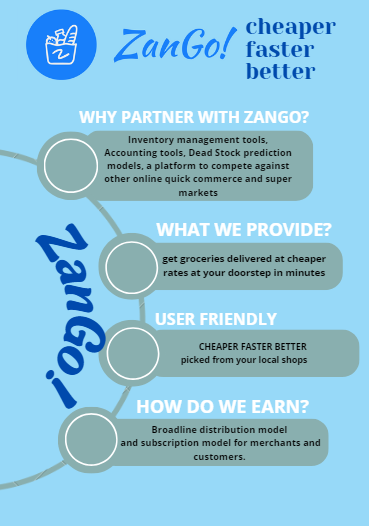 ZanGo!
cheaper
faster
better
WHY PARTNER WITH ZANGO?
Inventory management tools,
Accounting tools, Dead Stock prediction
models, a platform to compete against
other online quick commerce and super
markets
WHAT WE PROVIDE?
get groceries delivered at cheaper
rates at your doorstep in minutes
ZanGo!
USER FRIENDLY
CHEAPER FASTER BETTER
picked from your local shops
HOW DO WE EARN?
Broadline distribution model
and subscription model for merchants and
customers.